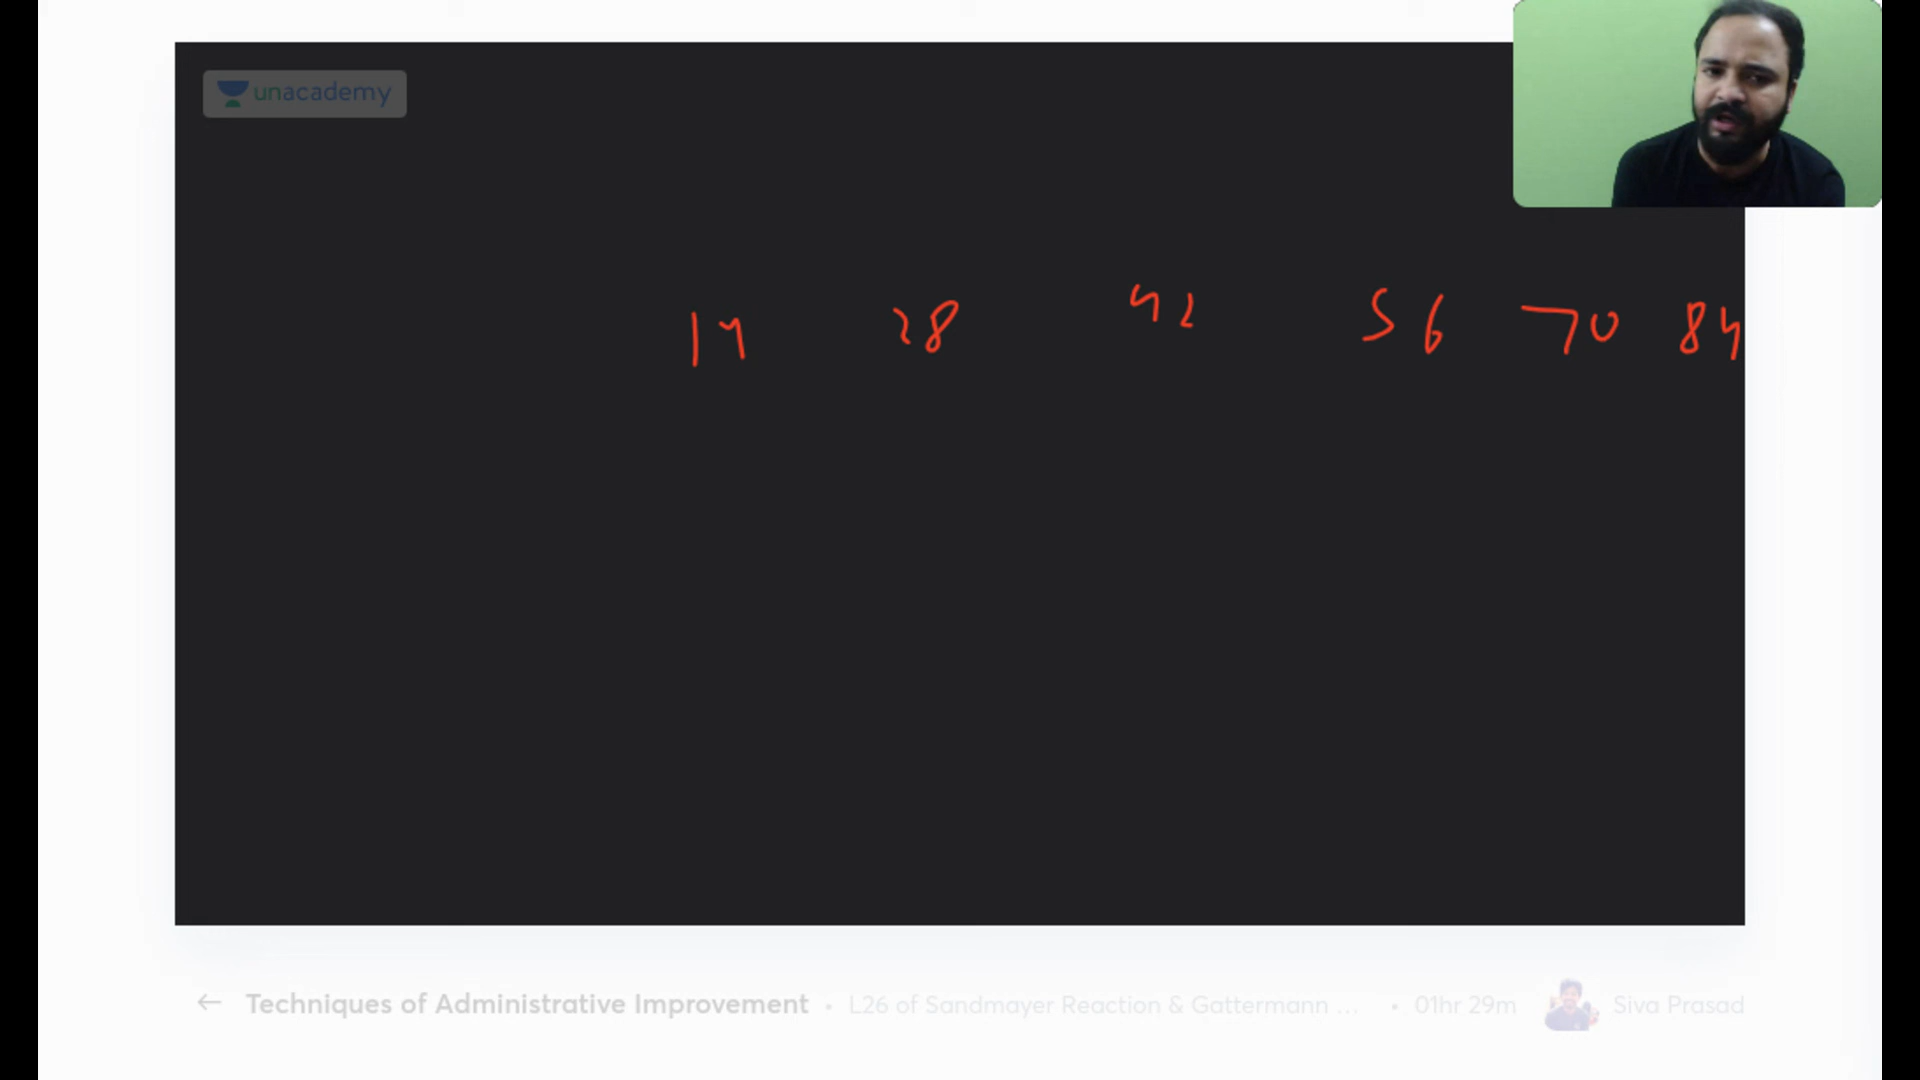 unacademy
14 28 42 56 70 84
← Techniques of Administrative Improvement • L26 of Sandmayer Reaction & Gattermann ... • 01hr 29m Siva Prasad